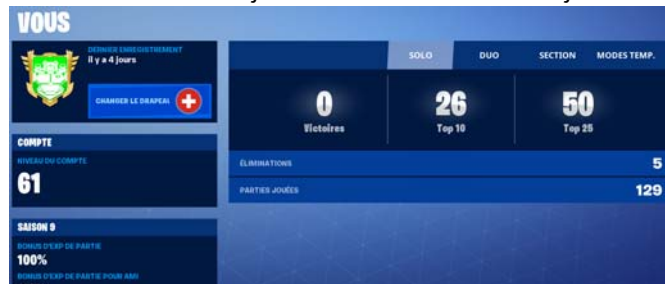 VOUS
DERNIER ENREGISTREMENT
Il y a 4 jours
CHANGER LE DRAPEAU
COMPTE
NIVEAU DU COMPTE
61
SAISON 9
BONUS D'EXP DE PARTIE
100%
BONUS D'EXP DE PARTIE POUR AMI
SOLO DUO SECTION MODES TEMP.
0 26 50
Victoires Top 10 Top 25
ÉLIMINATIONS 5
PARTIES JOUÉES 129